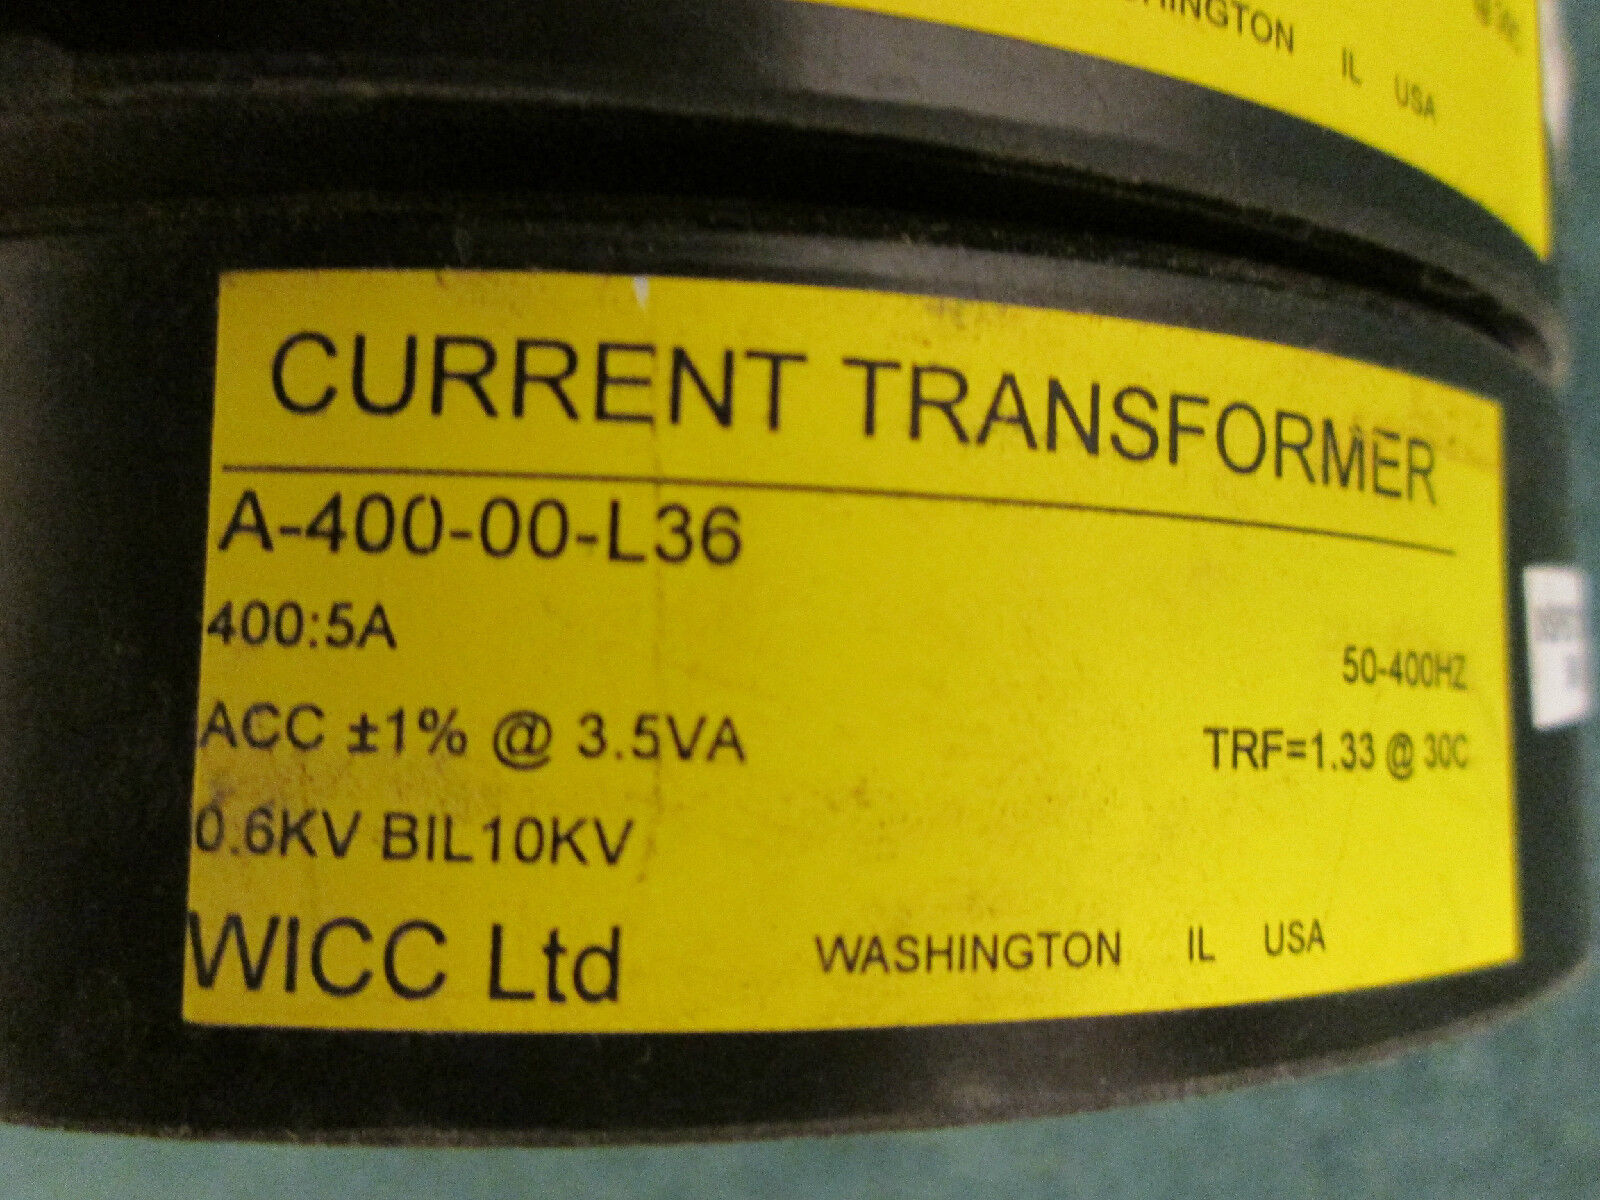 WASHINGTON IL USA
CURRENT TRANSFORMER
A-400-00-L36
400:5A 50-400HZ
ACC ±1% @ 3.5VA TRF=1.33 @ 30C
0.6KV BIL10KV
WICC Ltd WASHINGTON IL USA